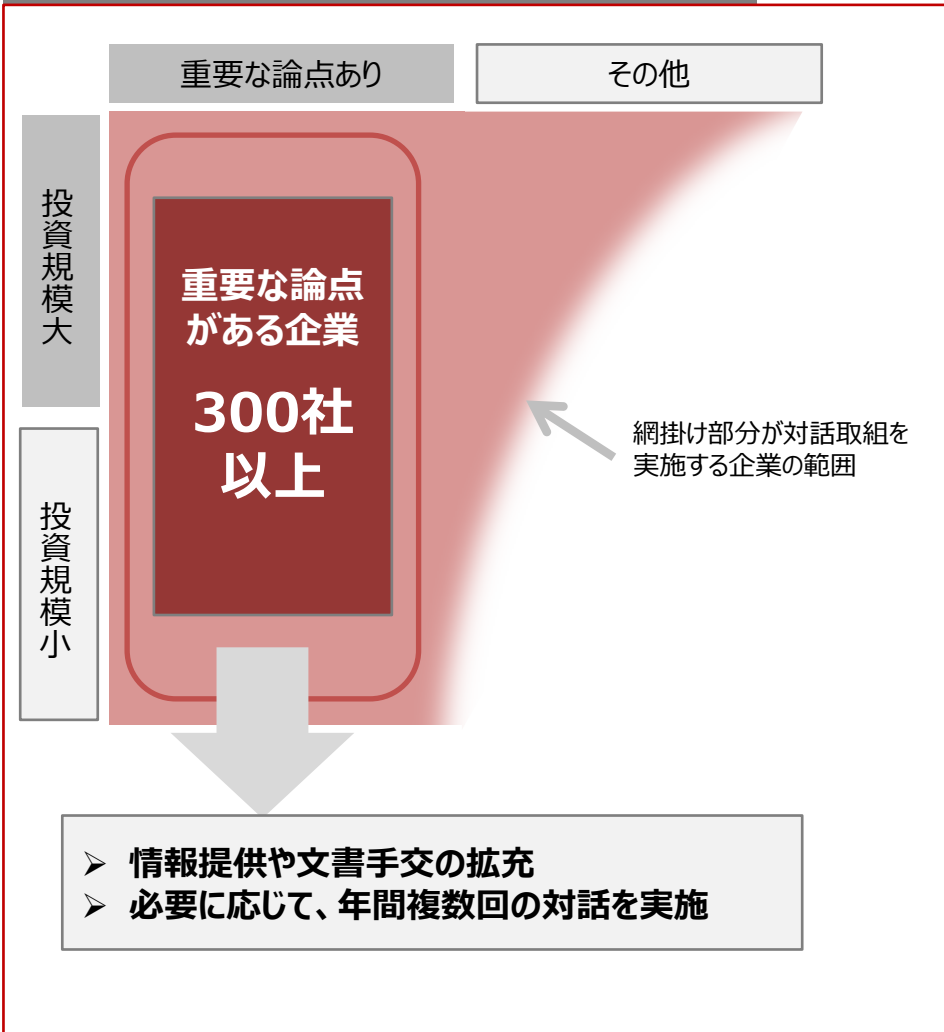 重要な論点あり
その他
投資規模大
重要な論点
がある企業
300社
以上
網掛け部分が対話取組を
実施する企業の範囲
投資規模小
➢ 情報提供や文書手交の拡充
➢ 必要に応じて、年間複数回の対話を実施